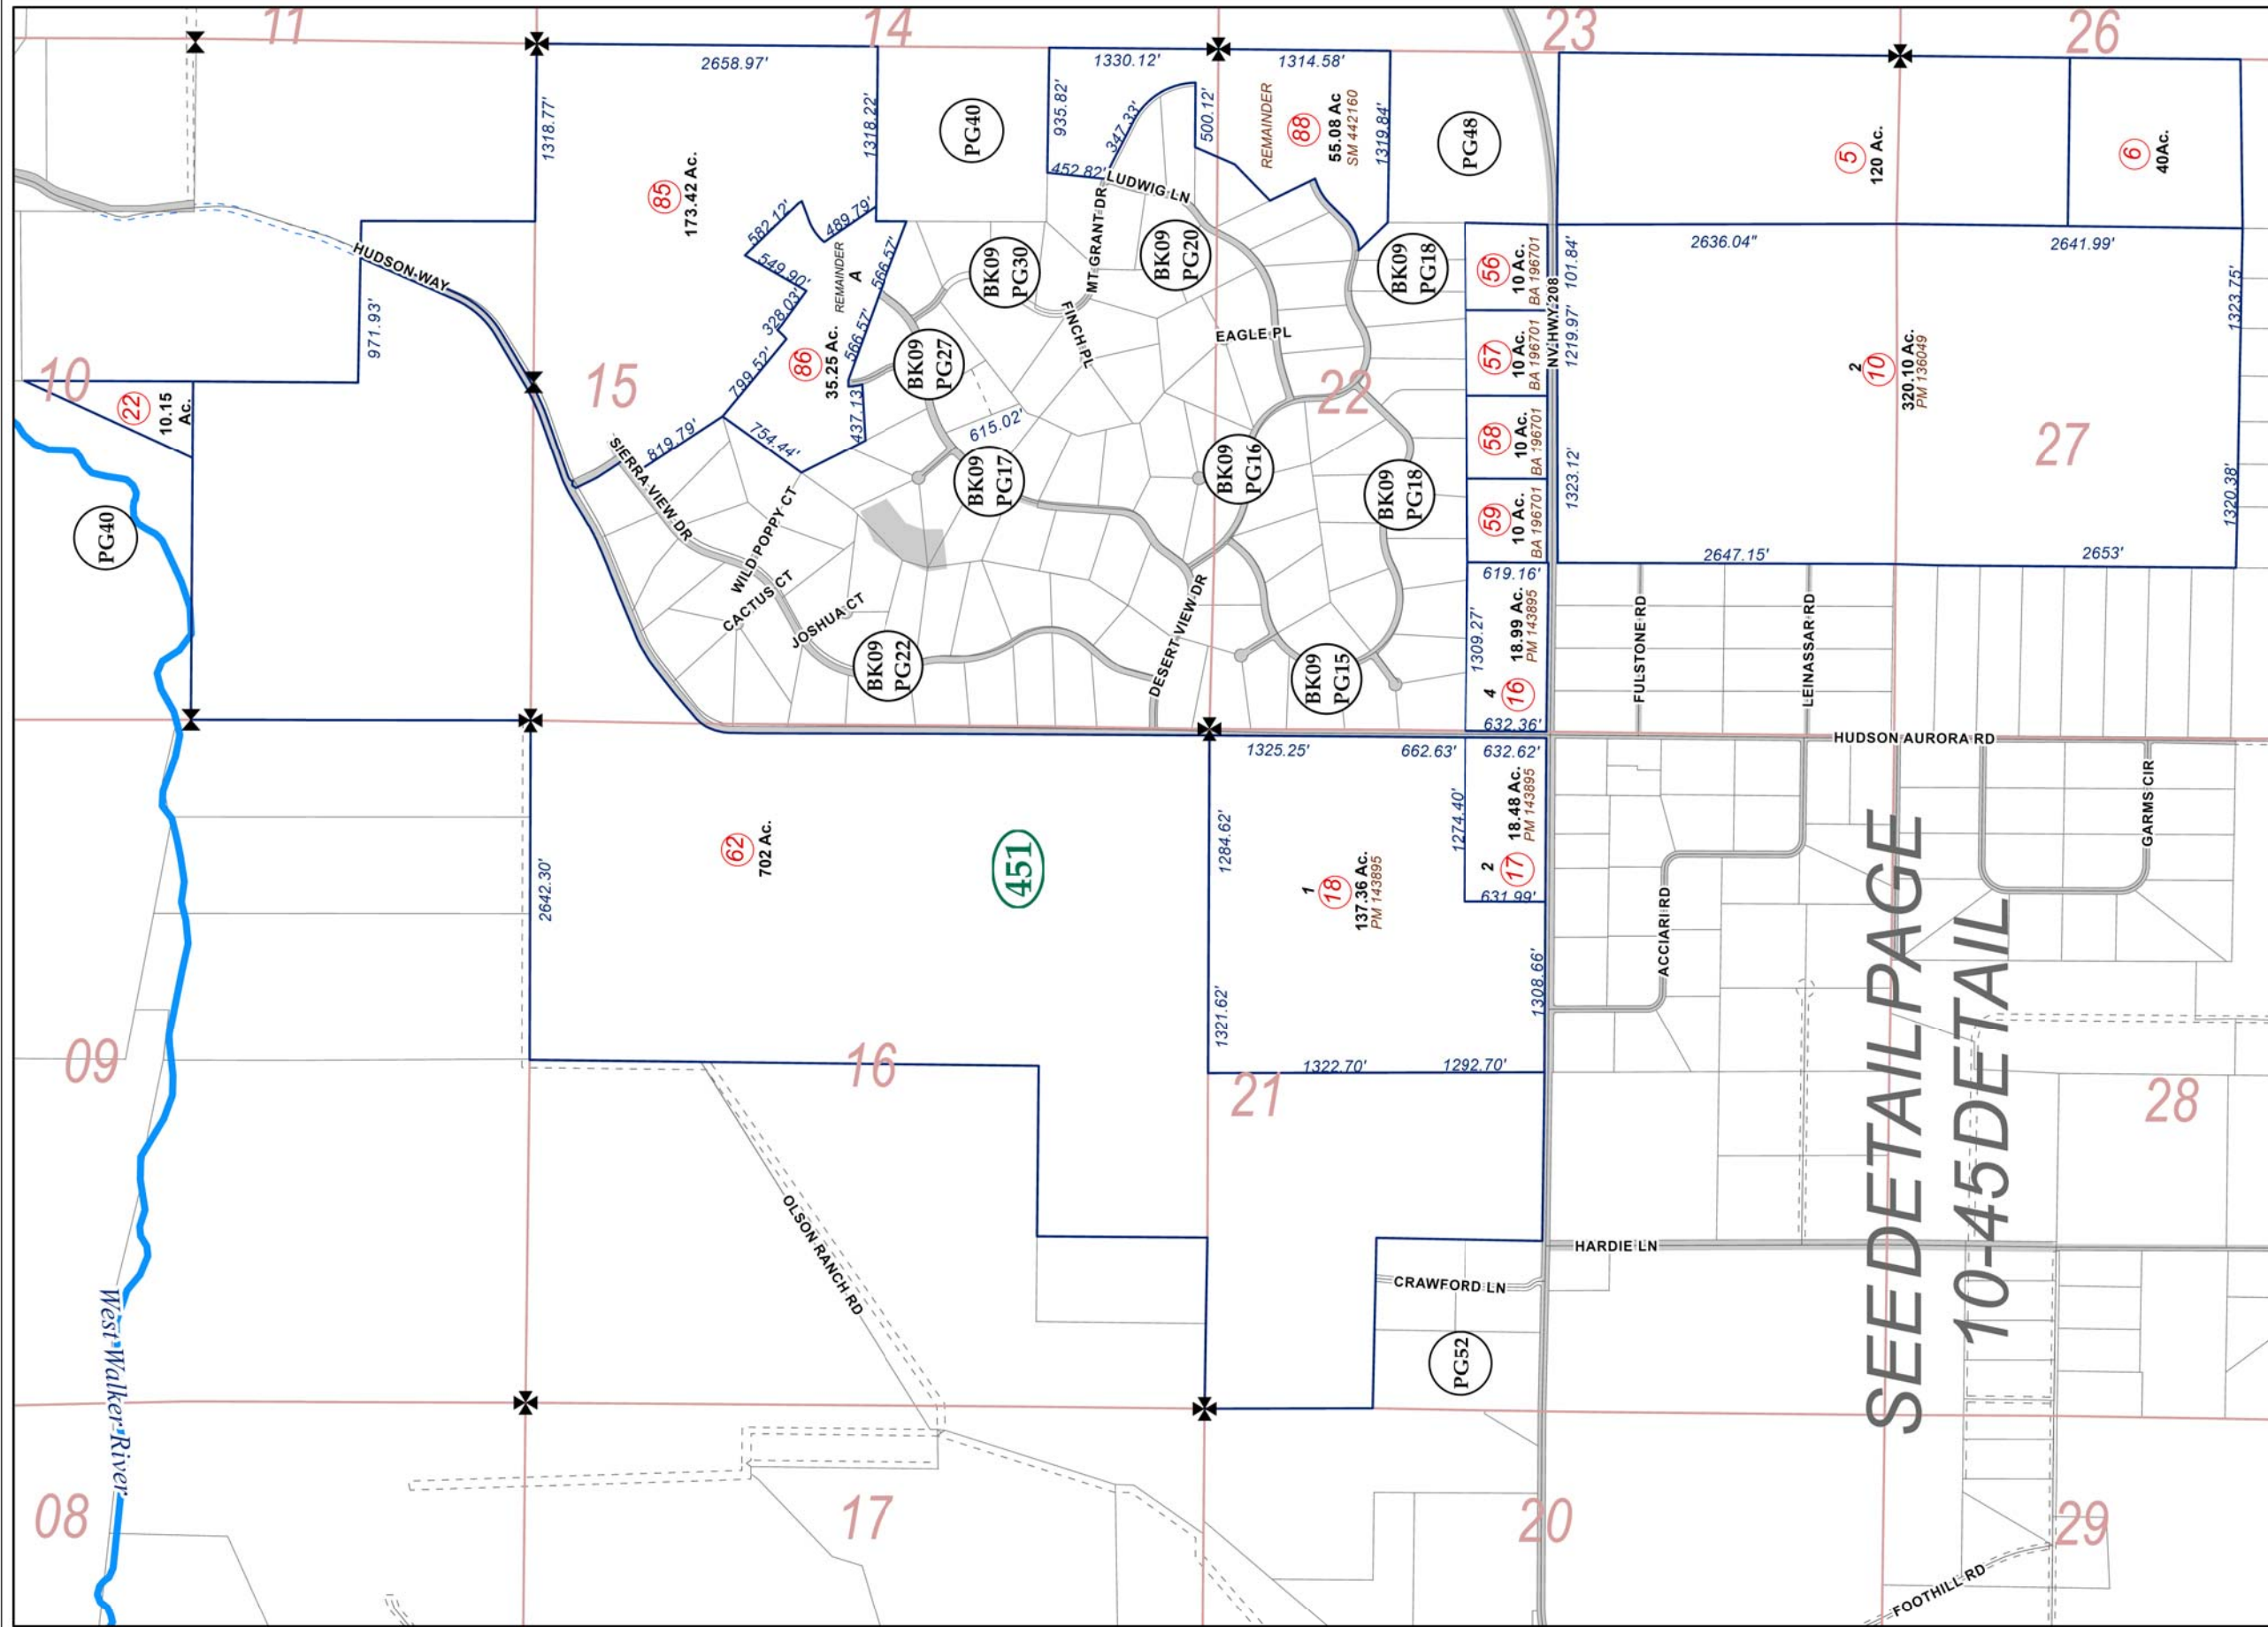 11
14
23
26
2658.97'
1330.12'
1314.58'
1318.77'
1318.22'
935.82'
347.33'
500.12'
1319.84'
452.82'
PG40
REMAINDER
88
55.08 Ac
SM 442160
PG48
5
120 Ac.
6
40Ac.
85
173.42 Ac.
582.12'
489.79'
549.90'
328.03'
799.52'
566.57'
566.57'
REMAINDER
A
86
35.25 Ac.
437.13'
819.79'
754.44'
615.02'
LUDWIG LN
MT GRANT DR
BK09
PG30
BK09
PG20
BK09
PG18
FINCH PL
EAGLE PL
BK09
PG27
HUDSON WAY
971.93'
10
22
10.15
Ac.
15
22
56
10 Ac.
BA 196701
57
10 Ac.
BA 196701
58
10 Ac.
BA 196701
59
10 Ac.
BA 196701
NV HWY 208
101.84'
1219.97'
1323.12'
2636.04"
2641.99'
1323.75'
2
10
320.10 Ac.
PM 136049
27
1320.38'
2647.15'
2653'
PG40
SIERRA VIEW DR
WILD POPPY CT
CACTUS CT
JOSHUA CT
BK09
PG17
BK09
PG16
BK09
PG18
BK09
PG22
DESERT VIEW DR
BK09
PG15
619.16'
1309.27'
4
16
18.99 Ac.
PM 143895
632.36'
FULSTONE RD
LEINASSAR RD
HUDSON AURORA RD
1325.25'
662.63'
632.62'
2642.30'
62
702 Ac.
451
1284.62'
1321.62'
1
18
137.36 Ac.
PM 143895
1274.40'
2
17
18.48 Ac.
PM 143895
631.99'
1308.66'
1322.70'
1292.70'
ACCIARI RD
GARMS CIR
SEE DETAIL PAGE
10-45 DETAIL
09
16
21
28
OLSON RANCH RD
HARDIE LN
CRAWFORD LN
PG52
West Walker River
08
17
20
29
FOOTHILL RD